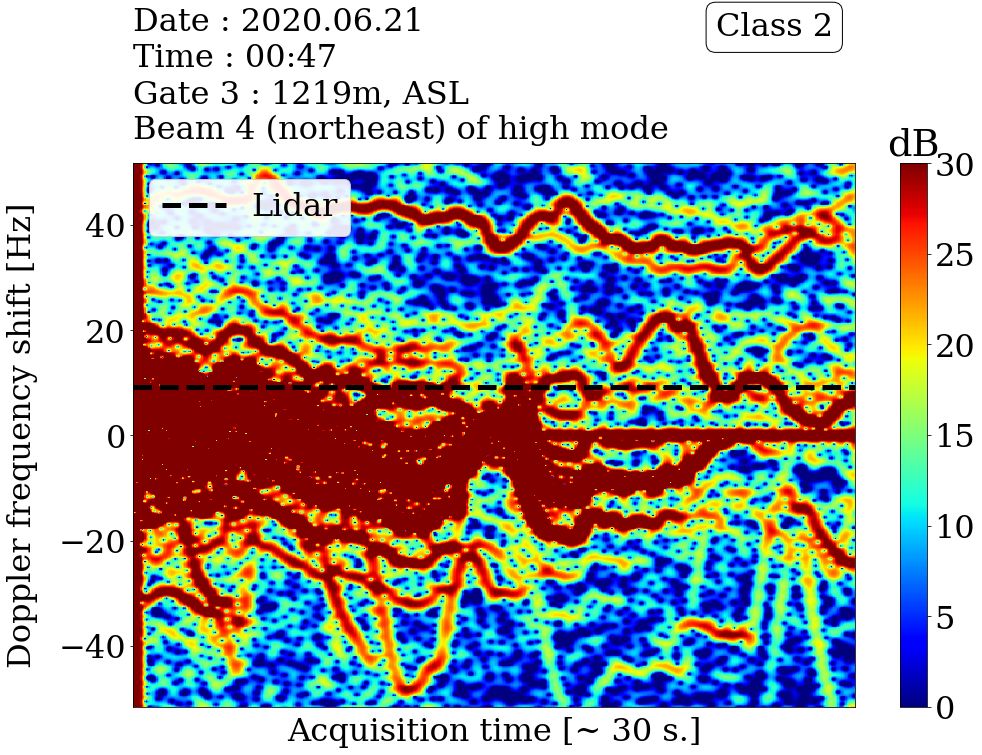 Date : 2020.06.21
Time : 00:47
Gate 3 : 1219m, ASL
Beam 4 (northeast) of high mode
Class 2
dB
Lidar
Doppler frequency shift [Hz]
40
20
0
−20
−40
30
25
20
15
10
5
0
Acquisition time [~ 30 s.]